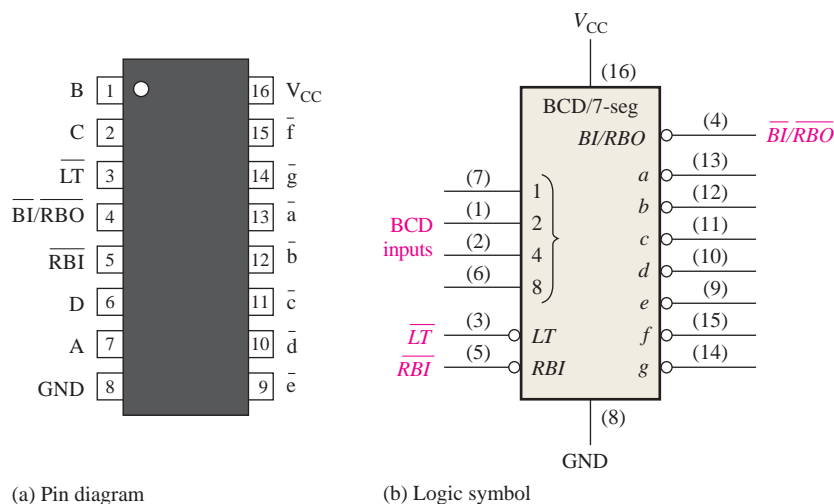 B 1 16 V_CC
C 2 15 f̅
L̅T̅ 3 14 g̅
B̅I̅/R̅B̅O̅ 4 13 a̅
R̅B̅I̅ 5 12 b̅
D 6 11 c̅
A 7 10 d̅
GND 8 9 e̅
(a) Pin diagram
V_CC
(16)
BCD/7-seg
BI/RBO (4) B̅I̅/R̅B̅O̅
a (13)
(7) 1 b (12)
(1) 2 c (11)
BCD
inputs
(2) 4 d (10)
(6) 8 e (9)
L̅T̅ (3) LT f (15)
R̅B̅I̅ (5) RBI g (14)
(8)
GND
(b) Logic symbol